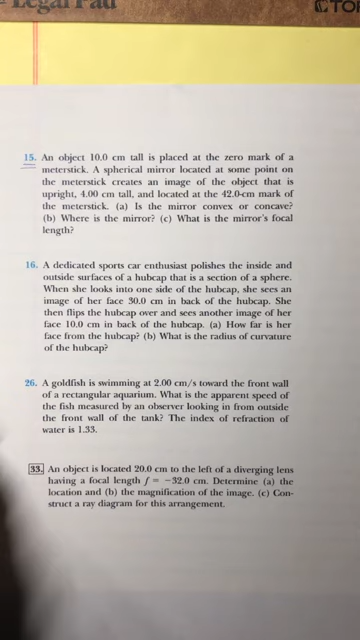 Legal Pad
TOP
15. An object 10.0 cm tall is placed at the zero mark of a
meterstick. A spherical mirror located at some point on
the meterstick creates an image of the object that is
upright, 4.00 cm tall, and located at the 42.0-cm mark of
the meterstick. (a) Is the mirror convex or concave?
(b) Where is the mirror? (c) What is the mirror's focal
length?
16. A dedicated sports car enthusiast polishes the inside and
outside surfaces of a hubcap that is a section of a sphere.
When she looks into one side of the hubcap, she sees an
image of her face 30.0 cm in back of the hubcap. She
then flips the hubcap over and sees another image of her
face 10.0 cm in back of the hubcap. (a) How far is her
face from the hubcap? (b) What is the radius of curvature
of the hubcap?
26. A goldfish is swimming at 2.00 cm/s toward the front wall
of a rectangular aquarium. What is the apparent speed of
the fish measured by an observer looking in from outside
the front wall of the tank? The index of refraction of
water is 1.33.
33. An object is located 20.0 cm to the left of a diverging lens
having a focal length f = −32.0 cm. Determine (a) the
location and (b) the magnification of the image. (c) Con-
struct a ray diagram for this arrangement.